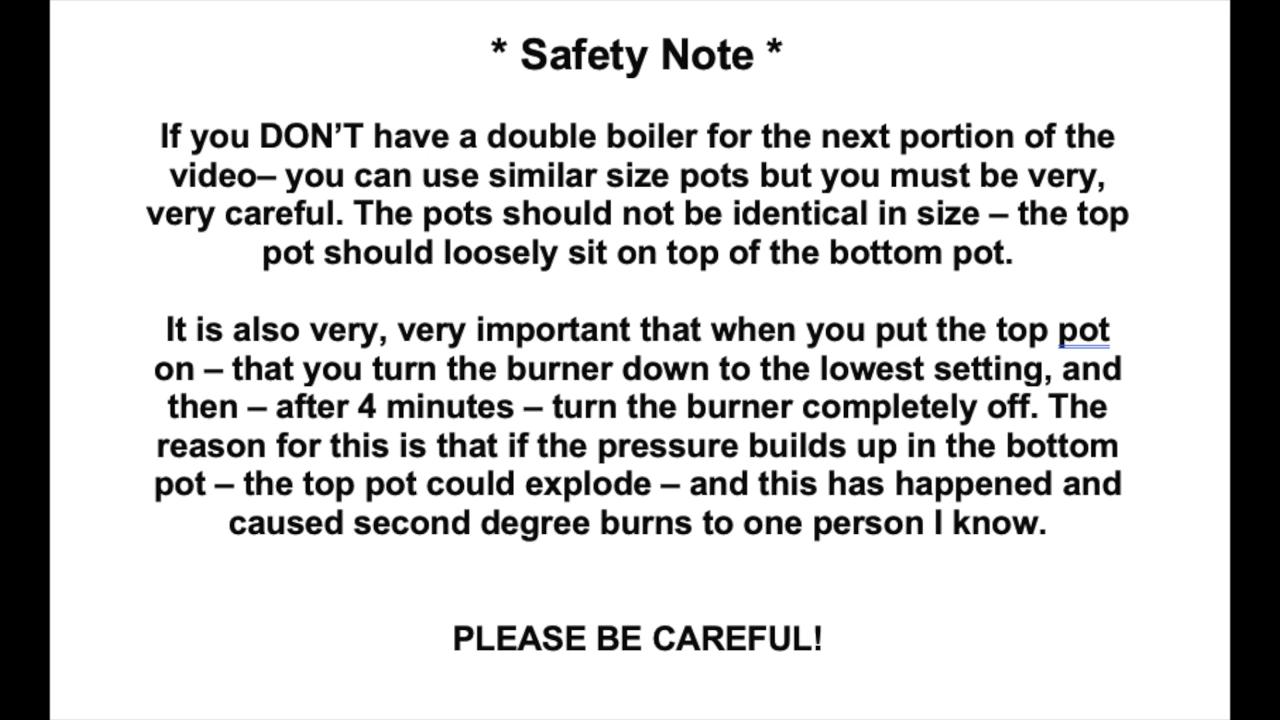 * Safety Note *
If you DON’T have a double boiler for the next portion of the
video– you can use similar size pots but you must be very,
very careful. The pots should not be identical in size – the top
pot should loosely sit on top of the bottom pot.
It is also very, very important that when you put the top pot
on – that you turn the burner down to the lowest setting, and
then – after 4 minutes – turn the burner completely off. The
reason for this is that if the pressure builds up in the bottom
pot – the top pot could explode – and this has happened and
caused second degree burns to one person I know.
PLEASE BE CAREFUL!